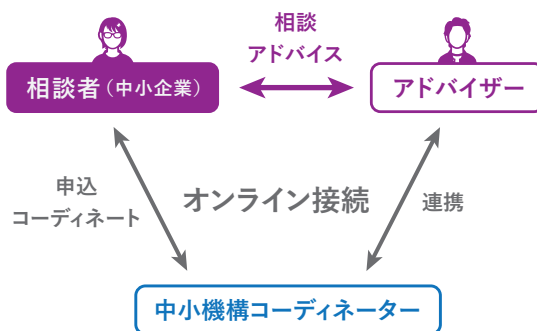 相談
アドバイス
相談者（中小企業）
アドバイザー
申込
コーディネート
オンライン接続
連携
中小機構コーディネーター